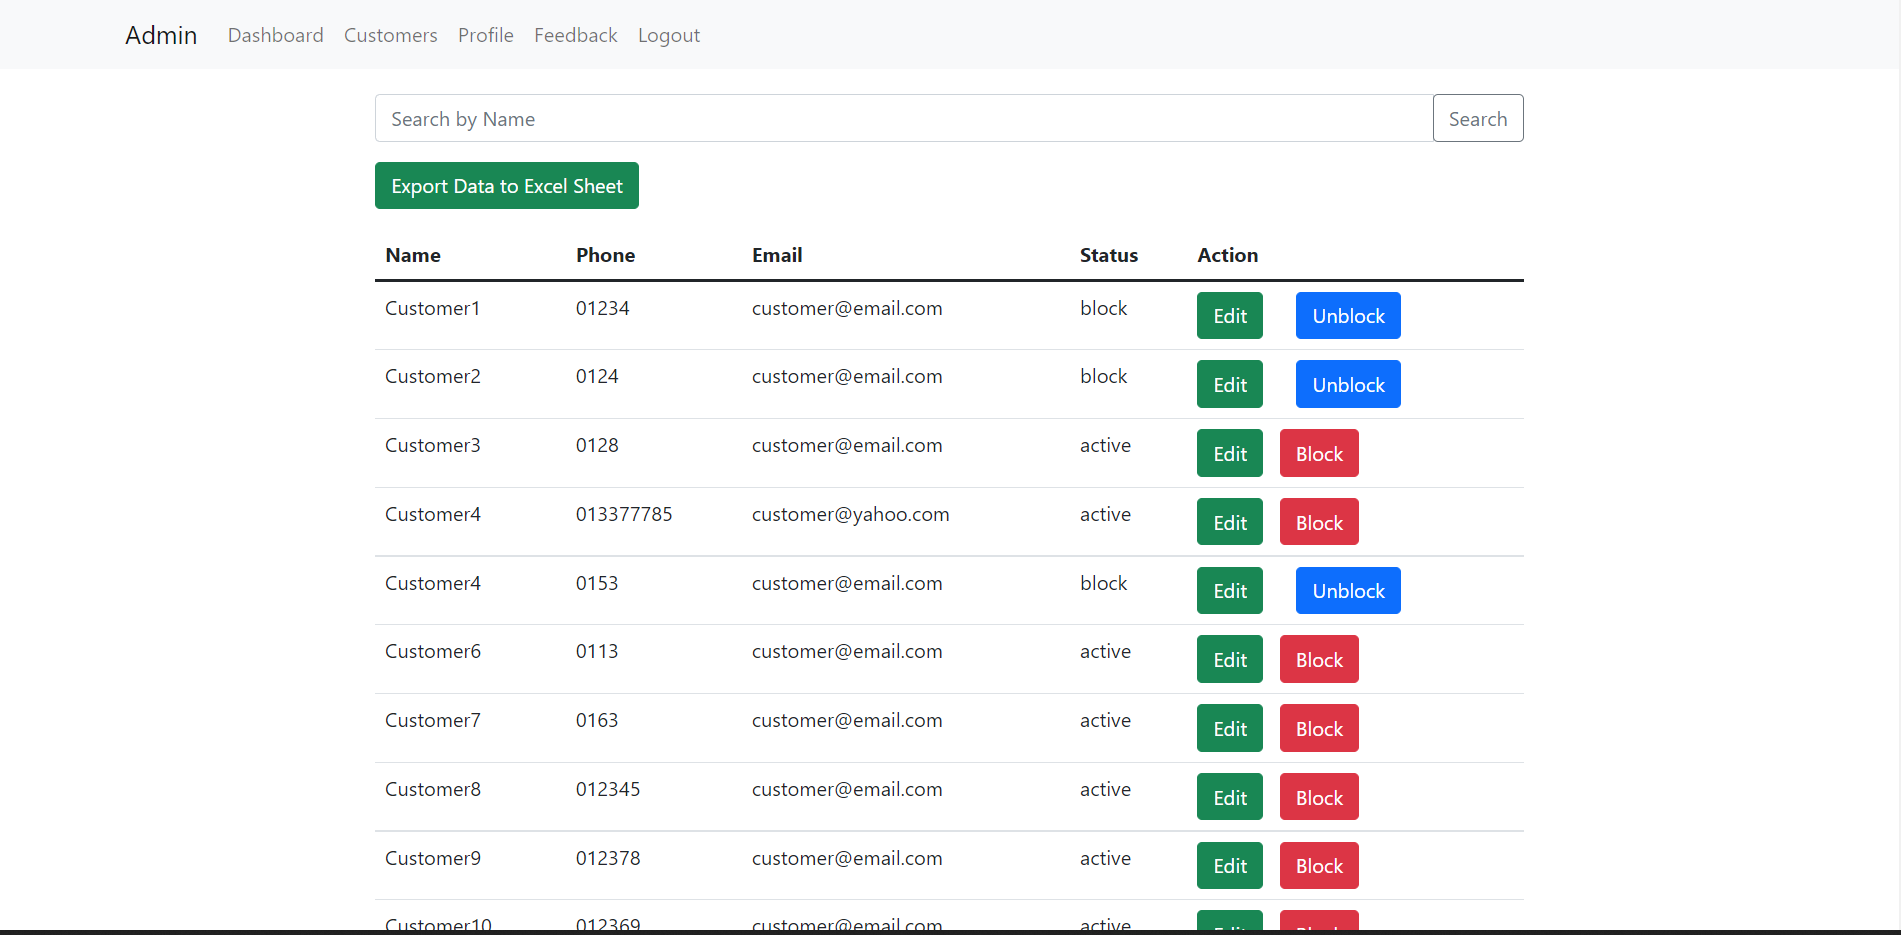 Admin Dashboard Customers Profile Feedback Logout
Search by Name Search
Export Data to Excel Sheet
Name Phone Email Status Action
Customer1 01234 customer@email.com block Edit Unblock
Customer2 0124 customer@email.com block Edit Unblock
Customer3 0128 customer@email.com active Edit Block
Customer4 013377785 customer@yahoo.com active Edit Block
Customer4 0153 customer@email.com block Edit Unblock
Customer6 0113 customer@email.com active Edit Block
Customer7 0163 customer@email.com active Edit Block
Customer8 012345 customer@email.com active Edit Block
Customer9 012378 customer@email.com active Edit Block
Customer10 012369 customer@email.com active Edit Block